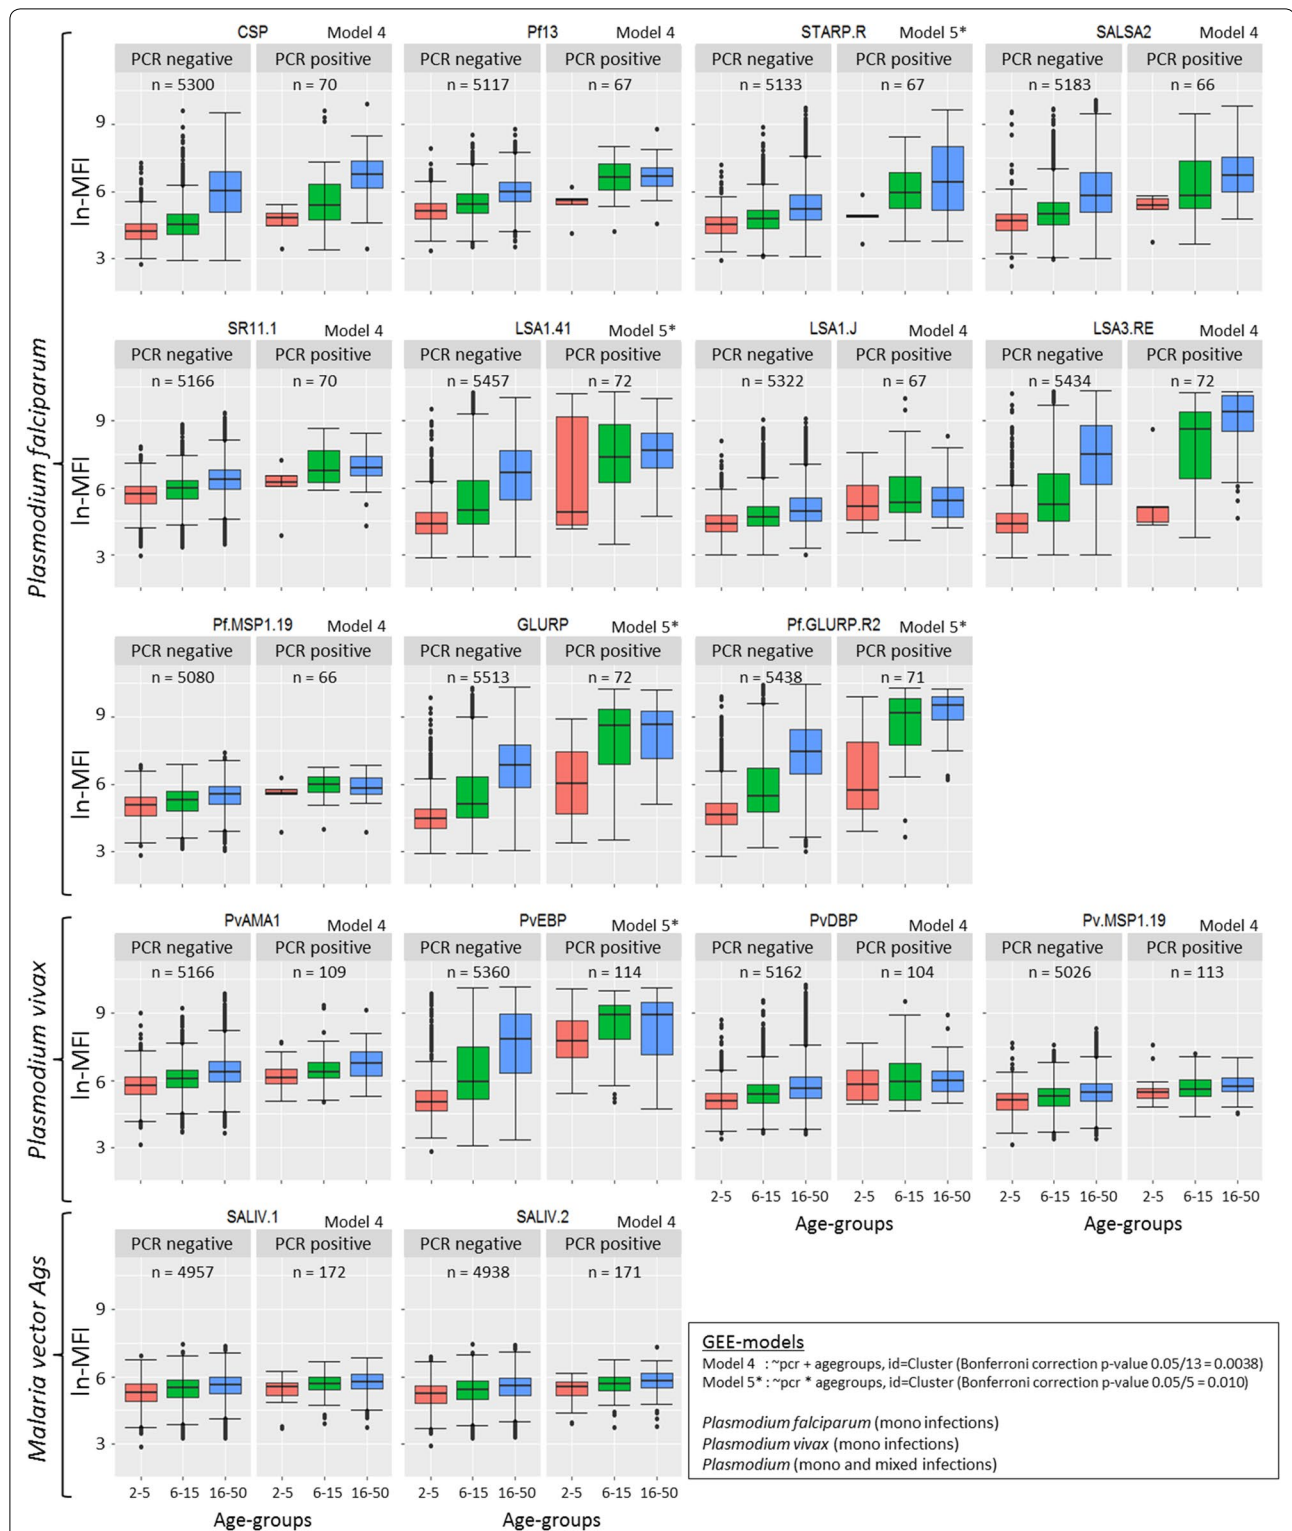 CSP Model 4 Pf13 Model 4 STARP.R Model 5* SALSA2 Model 4
PCR negative PCR positive PCR negative PCR positive PCR negative PCR positive PCR negative PCR positive
n = 5300 n = 70 n = 5117 n = 67 n = 5133 n = 67 n = 5183 n = 66
9
6
3
ln-MFI
Plasmodium falciparum
SR11.1 Model 4 LSA1.41 Model 5* LSA1.J Model 4 LSA3.RE Model 4
PCR negative PCR positive PCR negative PCR positive PCR negative PCR positive PCR negative PCR positive
n = 5166 n = 70 n = 5457 n = 72 n = 5322 n = 67 n = 5434 n = 72
9
6
3
ln-MFI
Pf.MSP1.19 Model 4 GLURP Model 5* Pf.GLURP.R2 Model 5*
PCR negative PCR positive PCR negative PCR positive PCR negative PCR positive
n = 5080 n = 66 n = 5513 n = 72 n = 5438 n = 71
9
6
3
ln-MFI
PvAMA1 Model 4 PvEBP Model 5* PvDBP Model 4 Pv.MSP1.19 Model 4
PCR negative PCR positive PCR negative PCR positive PCR negative PCR positive PCR negative PCR positive
n = 5166 n = 109 n = 5360 n = 114 n = 5162 n = 104 n = 5026 n = 113
9
6
3
ln-MFI
Plasmodium vivax
2-5 6-15 16-50 2-5 6-15 16-50 2-5 6-15 16-50 2-5 6-15 16-50
Age-groups Age-groups
SALIV.1 Model 4 SALIV.2 Model 4
PCR negative PCR positive PCR negative PCR positive
n = 4957 n = 172 n = 4938 n = 171
9
6
3
ln-MFI
Malaria vector Ags
2-5 6-15 16-50 2-5 6-15 16-50 2-5 6-15 16-50 2-5 6-15 16-50
Age-groups Age-groups
GEE-models
Model 4 : ~pcr + agegroups, id=Cluster (Bonferroni correction p-value 0.05/13 = 0.0038)
Model 5* : ~pcr * agegroups, id=Cluster (Bonferroni correction p-value 0.05/5 = 0.010)
Plasmodium falciparum (mono infections)
Plasmodium vivax (mono infections)
Plasmodium (mono and mixed infections)